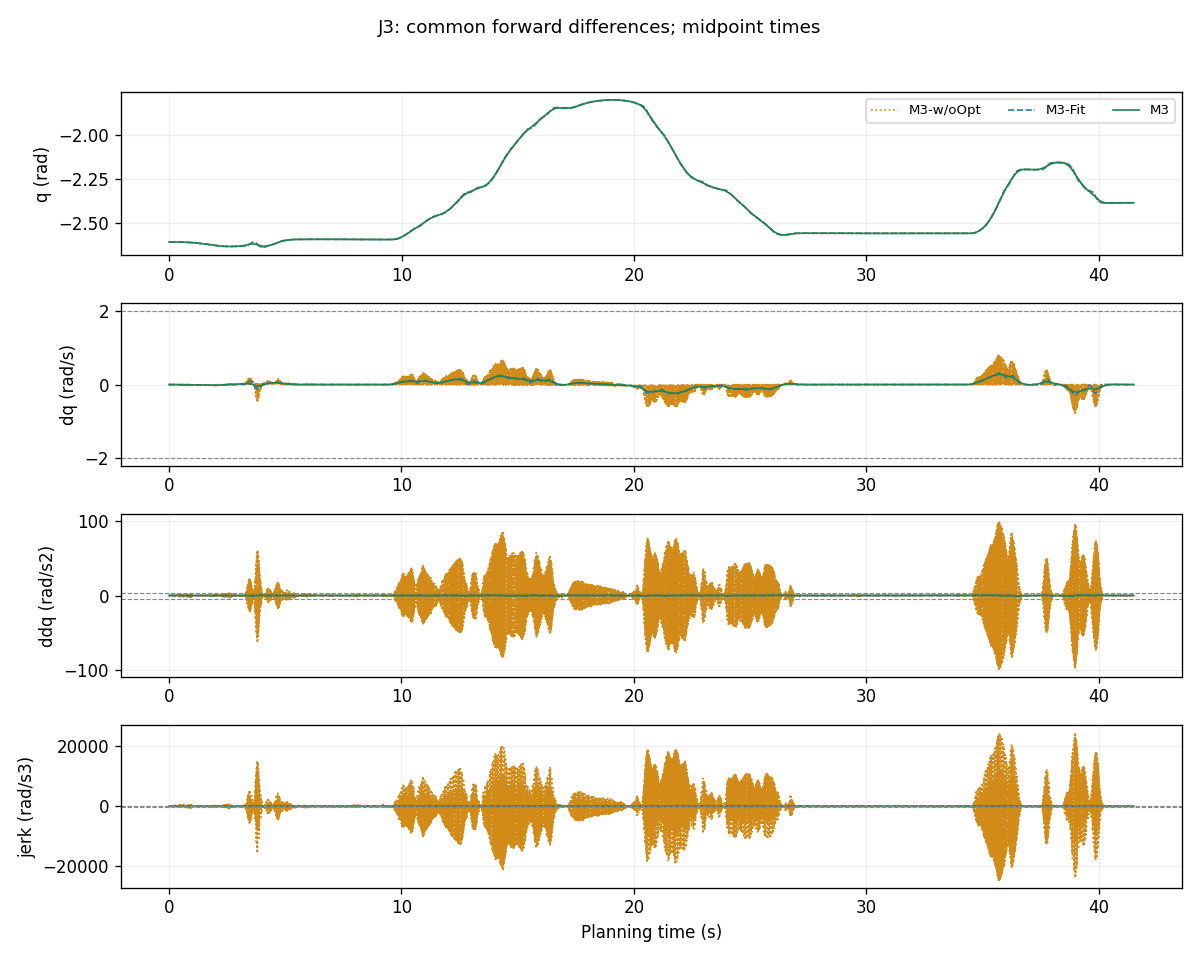 J3: common forward differences; midpoint times
M3-w/oOpt M3-Fit M3
q (rad)
−2.00
−2.25
−2.50
0 10 20 30 40
dq (rad/s)
2
0
−2
0 10 20 30 40
ddq (rad/s2)
100
0
−100
0 10 20 30 40
jerk (rad/s3)
20000
0
−20000
0 10 20 30 40
Planning time (s)